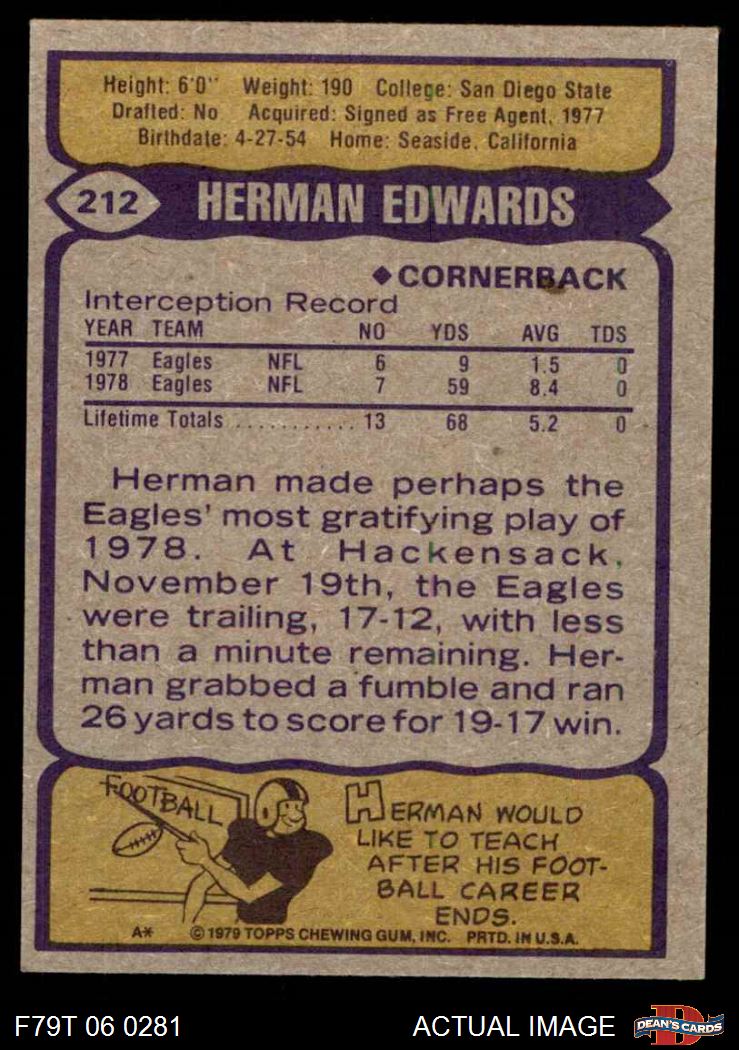 Height: 6'0" Weight: 190 College: San Diego State
Drafted: No Acquired: Signed as Free Agent, 1977
Birthdate: 4-27-54 Home: Seaside, California
212 HERMAN EDWARDS
CORNERBACK
Interception Record
YEAR TEAM NO YDS AVG TDS
1977 Eagles NFL 6 9 1.5 0
1978 Eagles NFL 7 59 8.4 0
Lifetime Totals ........... 13 68 5.2 0
Herman made perhaps the
Eagles' most gratifying play of
1978. At Hackensack,
November 19th, the Eagles
were trailing, 17-12, with less
than a minute remaining. Her-
man grabbed a fumble and ran
26 yards to score for 19-17 win.
FOOTBALL
HERMAN WOULD
LIKE TO TEACH
AFTER HIS FOOT-
BALL CAREER
ENDS.
A* © 1979 TOPPS CHEWING GUM, INC. PRTD. IN U.S.A.
F79T 06 0281 ACTUAL IMAGE D DEAN'S CARDS